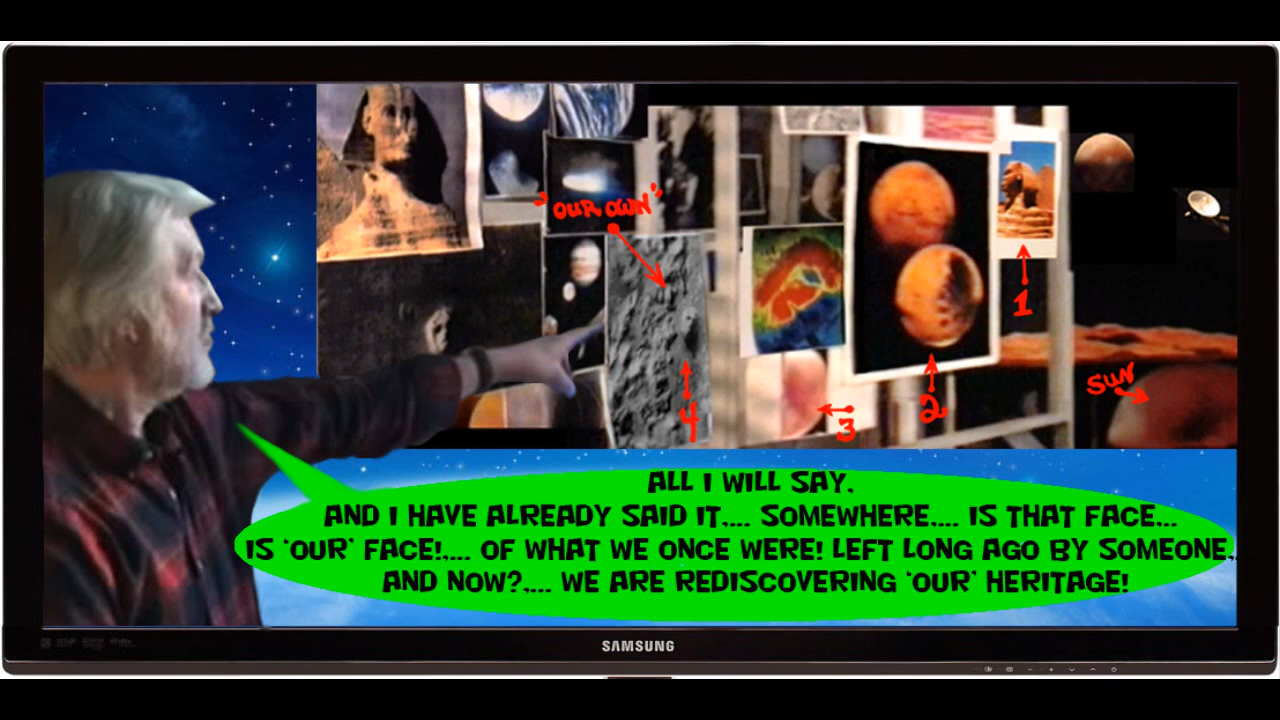 "OUR OWN"
1
SUN
2
3
4
ALL I WILL SAY,
AND I HAVE ALREADY SAID IT,... SOMEWHERE,... IS THAT FACE,..
IS 'OUR' FACE!,... OF WHAT WE ONCE WERE! LEFT LONG AGO BY SOMEONE,.
AND NOW?,... WE ARE REDISCOVERING 'OUR' HERITAGE!
SAMSUNG